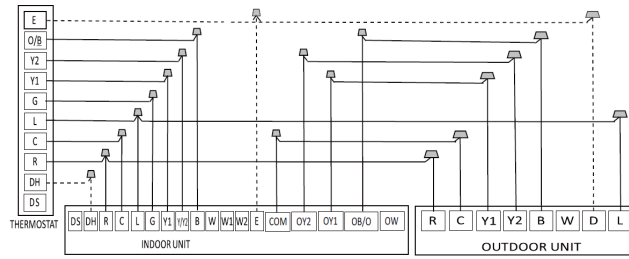 E
O/B
Y2
Y1
G
L
C
R
DH
DS
THERMOSTAT
DS DH R C L G Y1 Y/Y2 B W W1 W2 E COM OY2 OY1 OB/O OW
INDOOR UNIT
R C Y1 Y2 B W D L
OUTDOOR UNIT